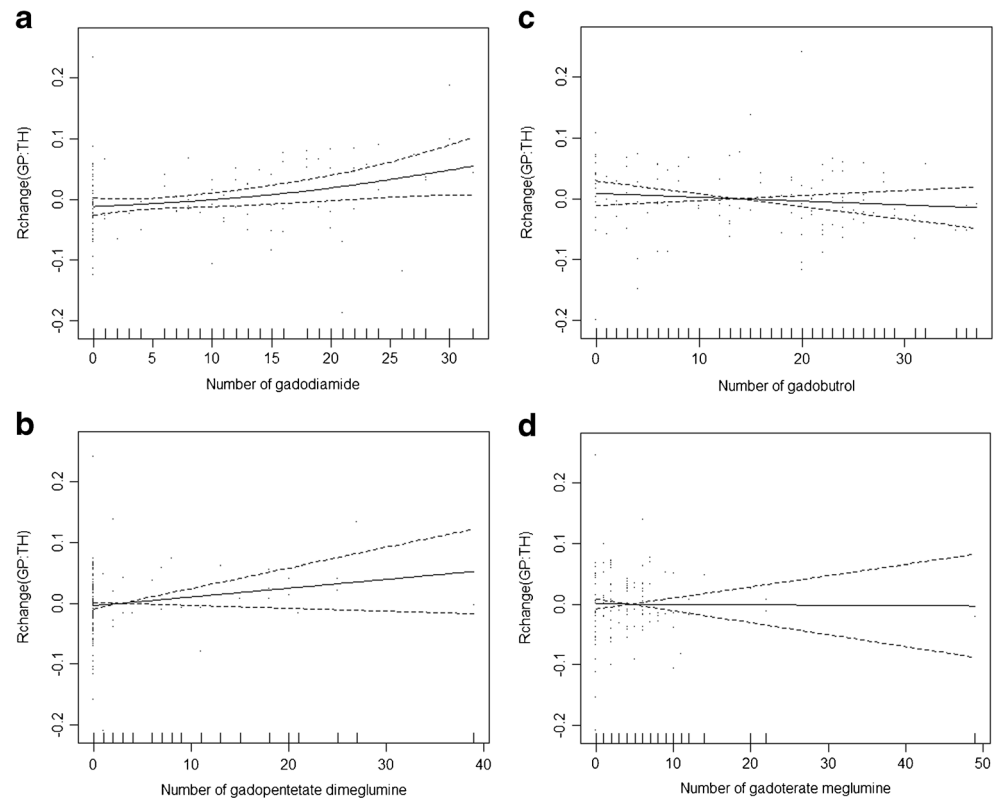 a
Rchange(GP:TH)
0.2
0.1
0.0
-0.1
-0.2
0 5 10 15 20 25 30
Number of gadodiamide
c
Rchange(GP:TH)
0.2
0.1
0.0
-0.1
-0.2
0 10 20 30
Number of gadobutrol
b
Rchange(GP:TH)
0.2
0.1
0.0
-0.1
-0.2
0 10 20 30 40
Number of gadopentetate dimeglumine
d
Rchange(GP:TH)
0.2
0.1
0.0
-0.1
-0.2
0 10 20 30 40 50
Number of gadoterate meglumine